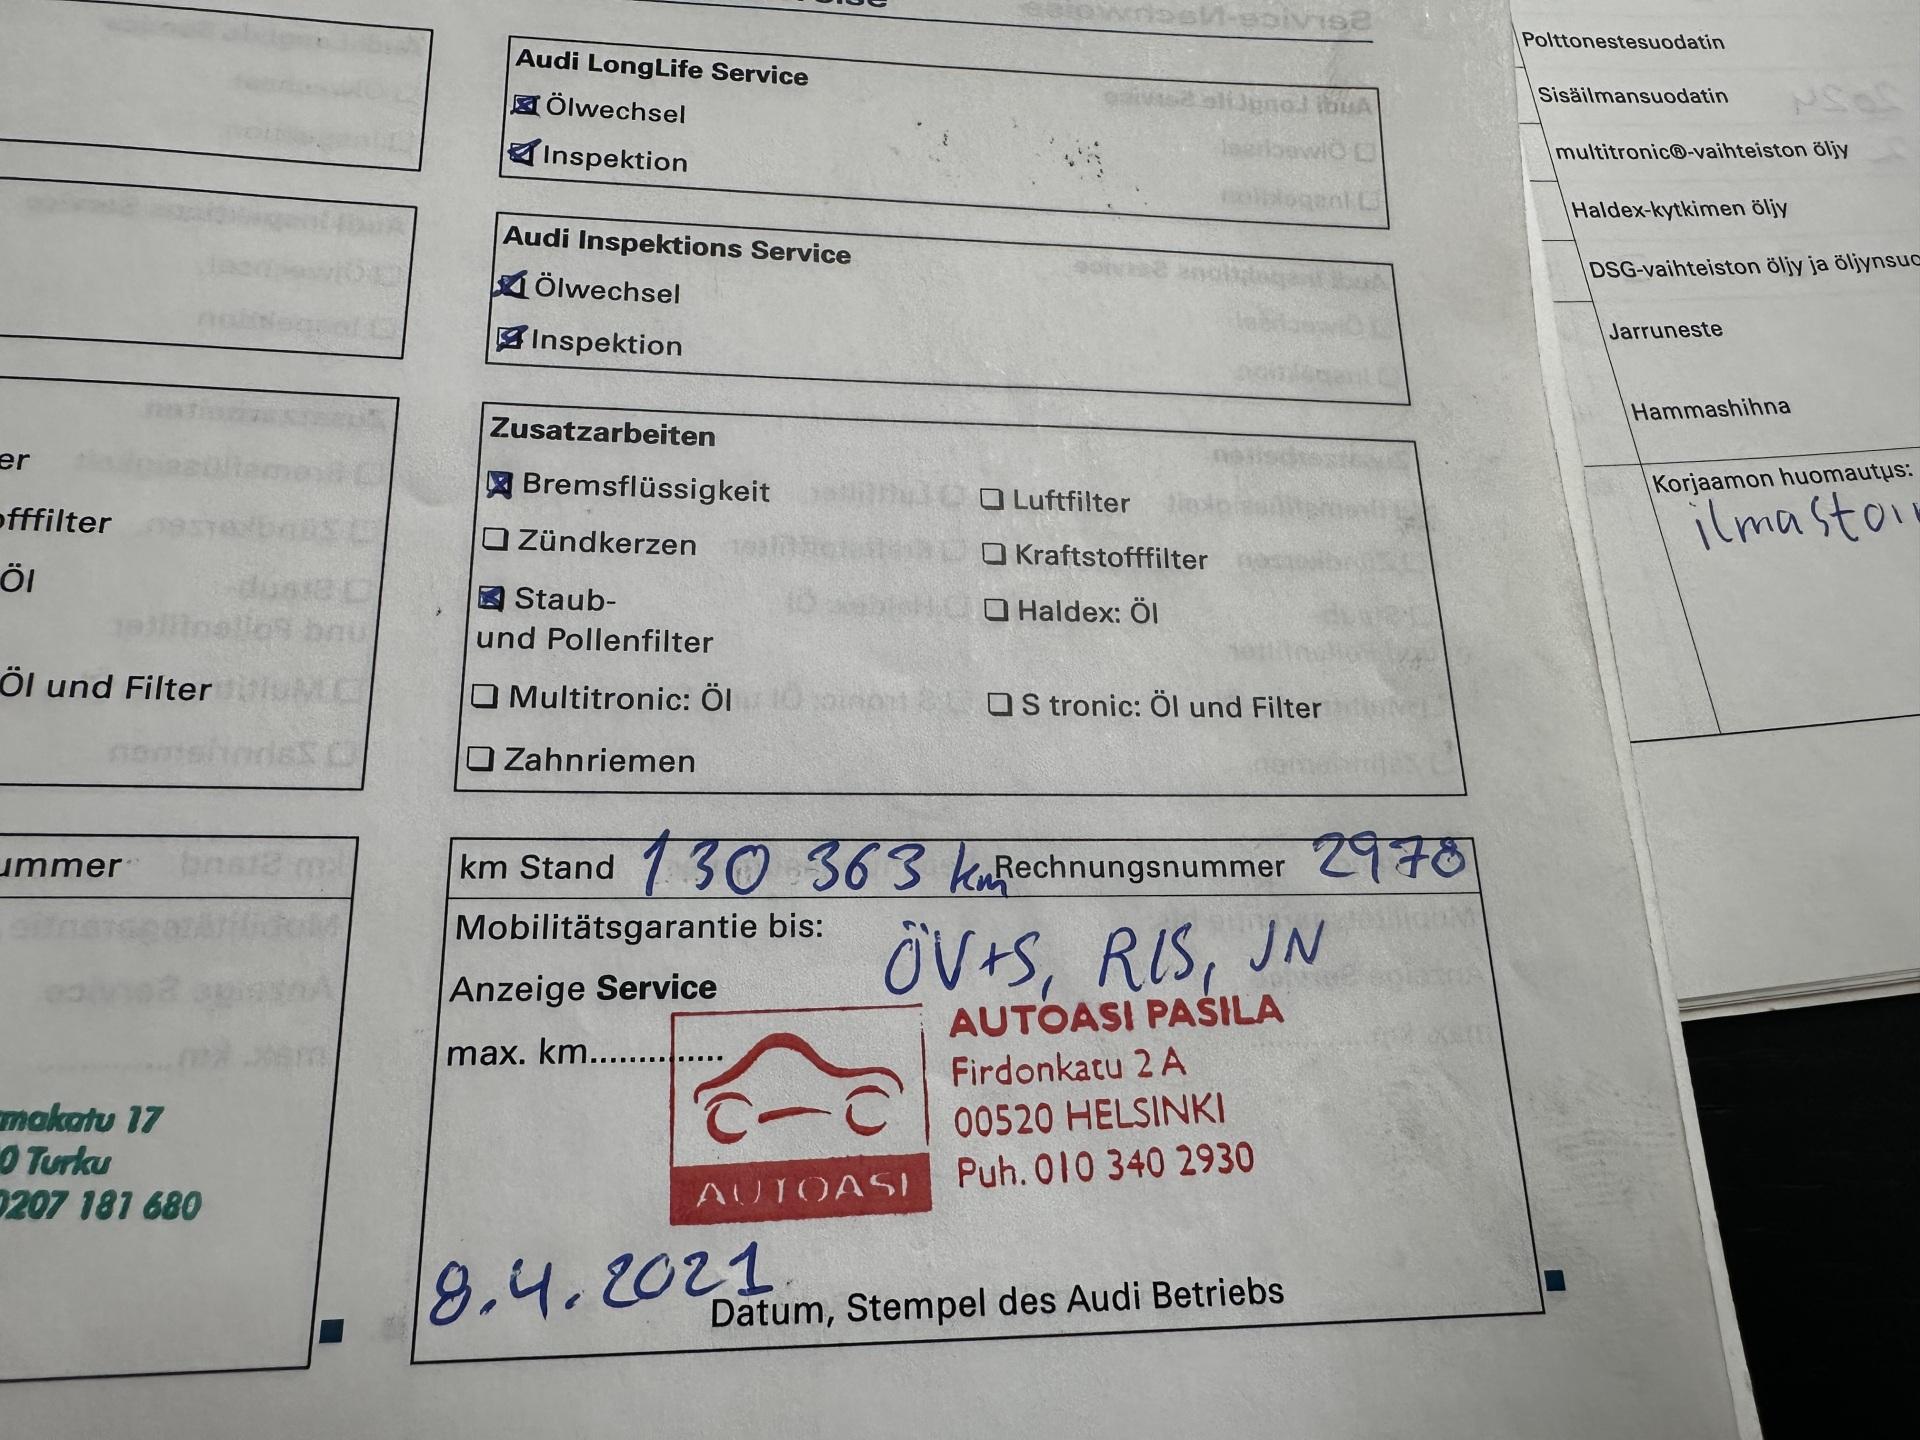 Audi LongLife Service
Ölwechsel
Inspektion
Audi Inspektions Service
Ölwechsel
Inspektion
Zusatzarbeiten
Bremsflüssigkeit
Luftfilter
Zündkerzen
Kraftstofffilter
Staub-
und Pollenfilter
Haldex: Öl
Multitronic: Öl
S tronic: Öl und Filter
Zahnriemen
km Stand 130 363 km Rechnungsnummer 2978
Mobilitätsgarantie bis:
ÖV+S, RIS, JN
Anzeige Service
max. km..............
AUTOASI
AUTOASI PASILA
Firdonkatu 2 A
00520 HELSINKI
Puh. 010 340 2930
8.4.2021
Datum, Stempel des Audi Betriebs
er
offfilter
Öl
Öl und Filter
ummer
makatu 17
0 Turku
0207 181 680
Polttonestesuodatin
Sisäilmansuodatin
multitronic®-vaihteiston öljy
Haldex-kytkimen öljy
DSG-vaihteiston öljy ja öljynsuo
Jarruneste
Hammashihna
Korjaamon huomautus:
ilmastoi